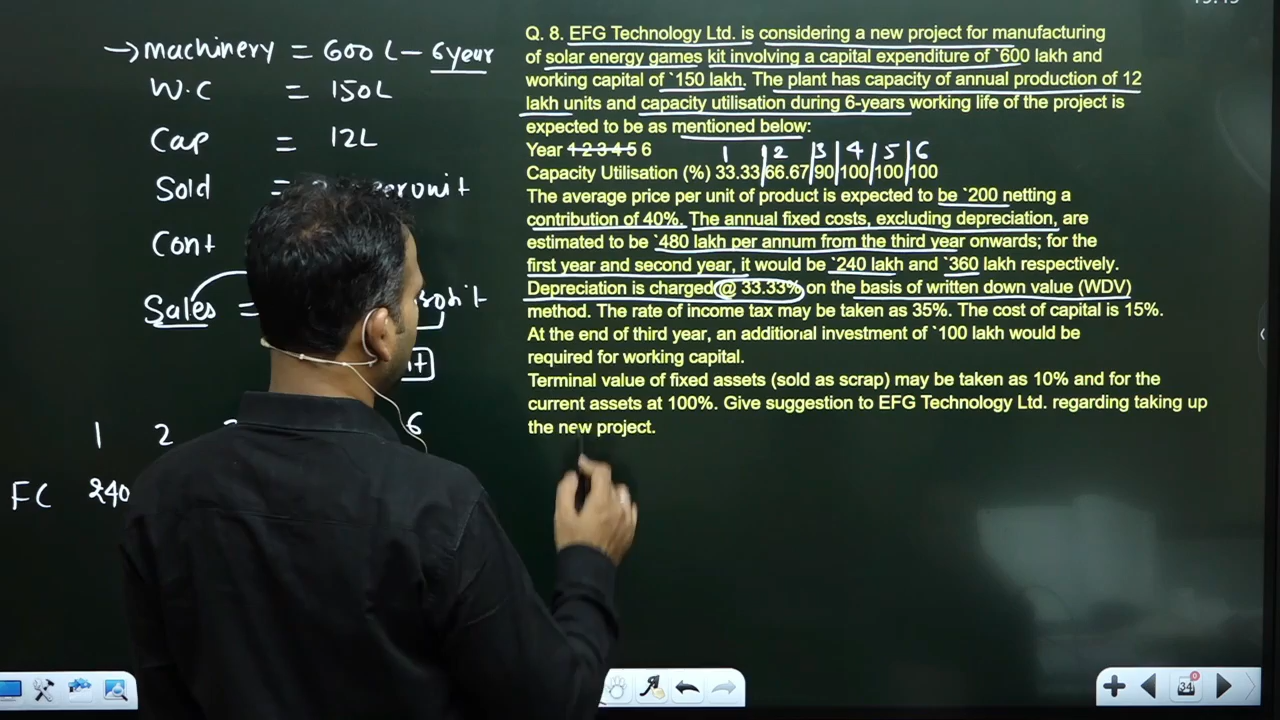 → machinery = 600 L – 6 year
W.C = 150L
Cap = 12L
Sold = per unit
Cont
Sales =
1 2 6
FC 240
Q. 8. EFG Technology Ltd. is considering a new project for manufacturing
of solar energy games kit involving a capital expenditure of `600 lakh and
working capital of `150 lakh. The plant has capacity of annual production of 12
lakh units and capacity utilisation during 6-years working life of the project is
expected to be as mentioned below:
Year 1 2 3 4 5 6
1 2 3 4 5 6
Capacity Utilisation (%) 33.33 66.67 90 100 100 100
The average price per unit of product is expected to be `200 netting a
contribution of 40%. The annual fixed costs, excluding depreciation, are
estimated to be `480 lakh per annum from the third year onwards; for the
first year and second year, it would be `240 lakh and `360 lakh respectively.
Depreciation is charged @ 33.33% on the basis of written down value (WDV)
method. The rate of income tax may be taken as 35%. The cost of capital is 15%.
At the end of third year, an additional investment of `100 lakh would be
required for working capital.
Terminal value of fixed assets (sold as scrap) may be taken as 10% and for the
current assets at 100%. Give suggestion to EFG Technology Ltd. regarding taking up
the new project.
34
0